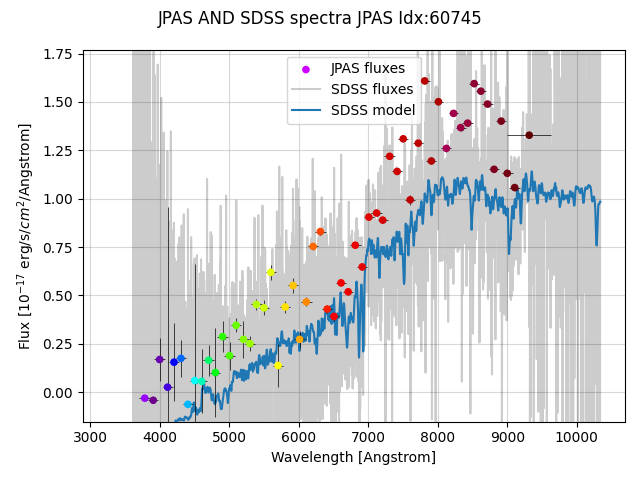 JPAS AND SDSS spectra JPAS Idx:60745
JPAS fluxes
SDSS fluxes
SDSS model
1.75
1.50
1.25
1.00
0.75
0.50
0.25
0.00
Flux [10⁻¹⁷ erg/s/cm²/Angstrom]
3000 4000 5000 6000 7000 8000 9000 10000
Wavelength [Angstrom]